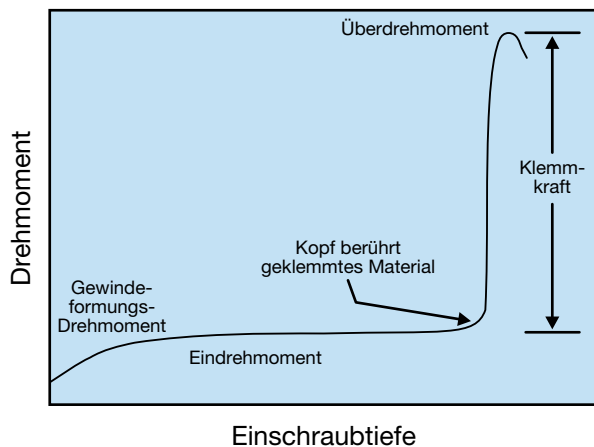 Überdrehmoment
Klemm-
kraft
Kopf berührt
geklemmtes Material
Gewinde-
formungs-
Drehmoment
Eindrehmoment
Drehmoment
Einschraubtiefe